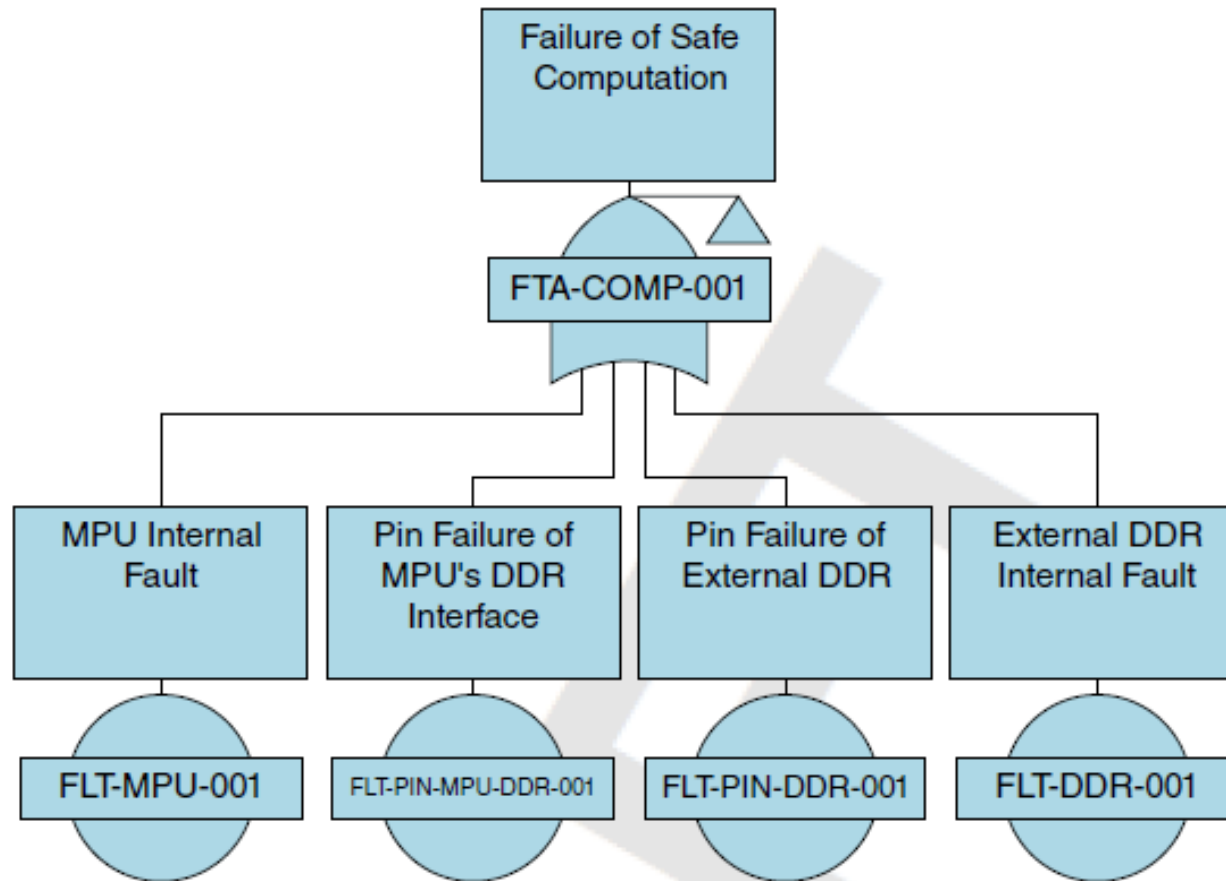 Failure of Safe
Computation
FTA-COMP-001
MPU Internal
Fault
Pin Failure of
MPU's DDR
Interface
Pin Failure of
External DDR
External DDR
Internal Fault
FLT-MPU-001
FLT-PIN-MPU-DDR-001
FLT-PIN-DDR-001
FLT-DDR-001